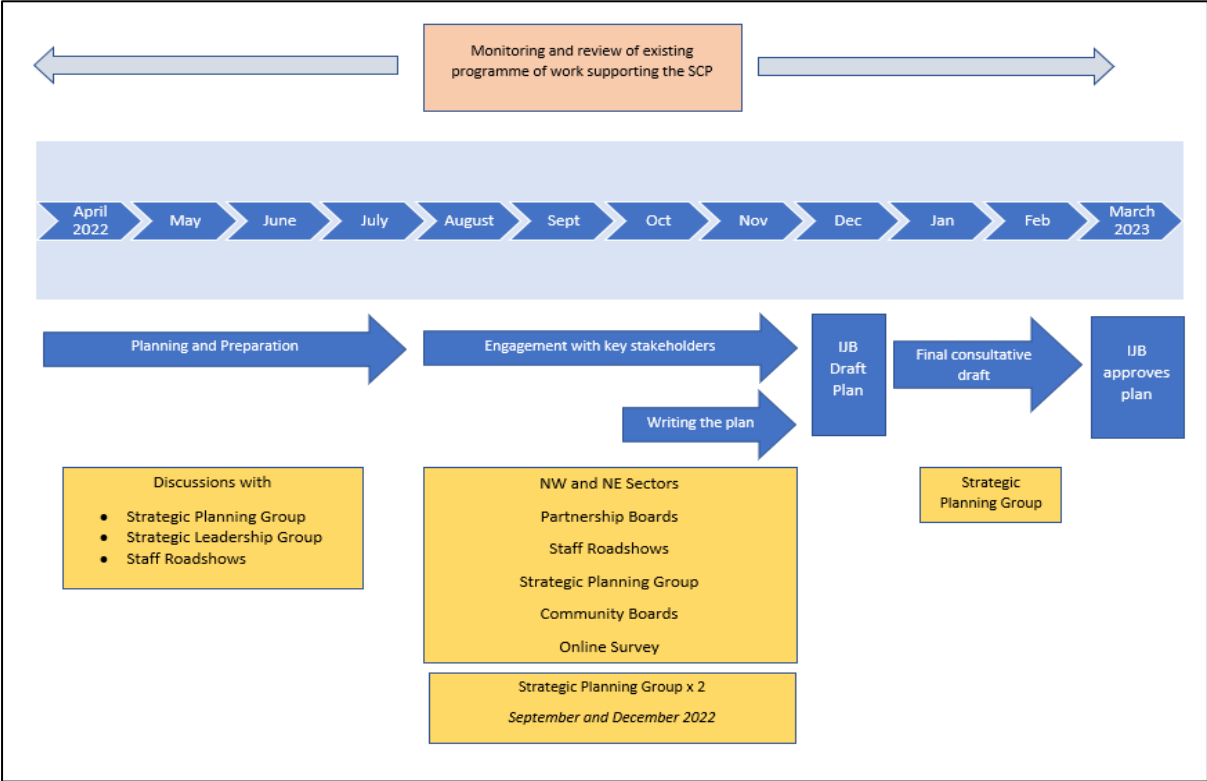 Monitoring and review of existing
programme of work supporting the SCP
April
2022
May
June
July
August
Sept
Oct
Nov
Dec
Jan
Feb
March
2023
Planning and Preparation
Engagement with key stakeholders
Writing the plan
IJB
Draft
Plan
Final consultative
draft
IJB
approves
plan
Discussions with
• Strategic Planning Group
• Strategic Leadership Group
• Staff Roadshows
NW and NE Sectors
Partnership Boards
Staff Roadshows
Strategic Planning Group
Community Boards
Online Survey
Strategic Planning Group x 2
September and December 2022
Strategic
Planning Group